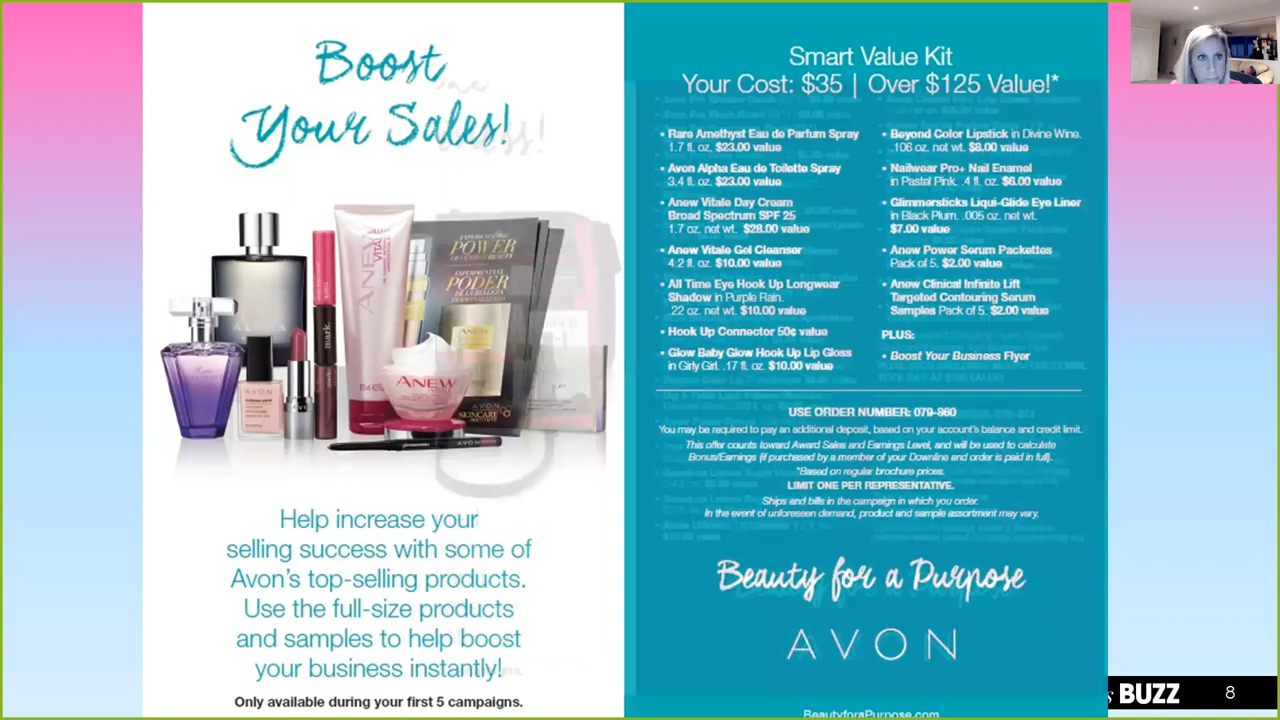 Boost
Your Sales!
Help increase your
selling success with some of
Avon's top-selling products.
Use the full-size products
and samples to help boost
your business instantly!
Only available during your first 5 campaigns.
ANEW
VITALE
POWER
PODER
mark.
AVON
ANEW
AVON
SKINCARE
INSTITUTE
Smart Value Kit
Your Cost: $35 | Over $125 Value!*
• Rare Amethyst Eau de Parfum Spray
1.7 fl. oz. $23.00 value
• Avon Alpha Eau de Toilette Spray
3.4 fl. oz. $23.00 value
• Anew Vitale Day Cream
Broad Spectrum SPF 25
1.7 oz. net wt. $28.00 value
• Anew Vitale Gel Cleanser
4.2 fl. oz. $10.00 value
• All Time Eye Hook Up Longwear
Shadow in Purple Rain.
.22 oz. net wt. $10.00 value
• Hook Up Connector 50¢ value
• Glow Baby Glow Hook Up Lip Gloss
in Girly Girl. .17 fl. oz. $10.00 value
• Beyond Color Lipstick in Divine Wine.
.106 oz. net wt. $8.00 value
• Nailwear Pro+ Nail Enamel
in Pastel Pink. .4 fl. oz. $6.00 value
• Glimmersticks Liqui-Glide Eye Liner
in Black Plum. .005 oz. net wt.
$7.00 value
• Anew Power Serum Packettes
Pack of 5. $2.00 value
• Anew Clinical Infinite Lift
Targeted Contouring Serum
Samples Pack of 5. $2.00 value
PLUS:
• Boost Your Business Flyer
USE ORDER NUMBER: 079-860
You may be required to pay an additional deposit, based on your account's balance and credit limit.
This offer counts toward Award Sales and Earnings Level, and will be used to calculate
Bonus/Earnings (if purchased by a member of your Downline and order is paid in full).
*Based on regular brochure prices.
LIMIT ONE PER REPRESENTATIVE.
Ships and bills in the campaign in which you order.
In the event of unforeseen demand, product and sample assortment may vary.
Beauty for a Purpose
AVON
BeautyforaPurpose.com
BUZZ 8